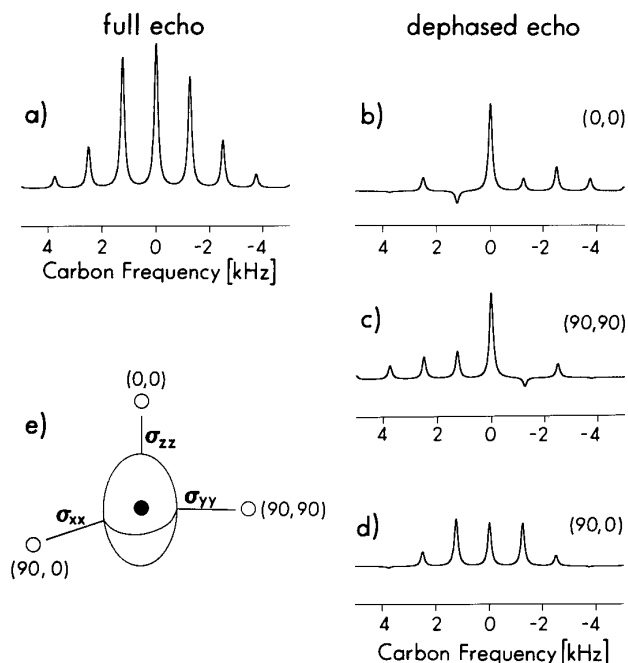 full echo
a)
4 2 0 -2 -4
Carbon Frequency [kHz]
dephased echo
b) (0,0)
4 2 0 -2 -4
c) (90,90)
4 2 0 -2 -4
d) (90,0)
4 2 0 -2 -4
Carbon Frequency [kHz]
e)
(0,0)
σzz
σyy
(90,90)
σxx
(90,0)